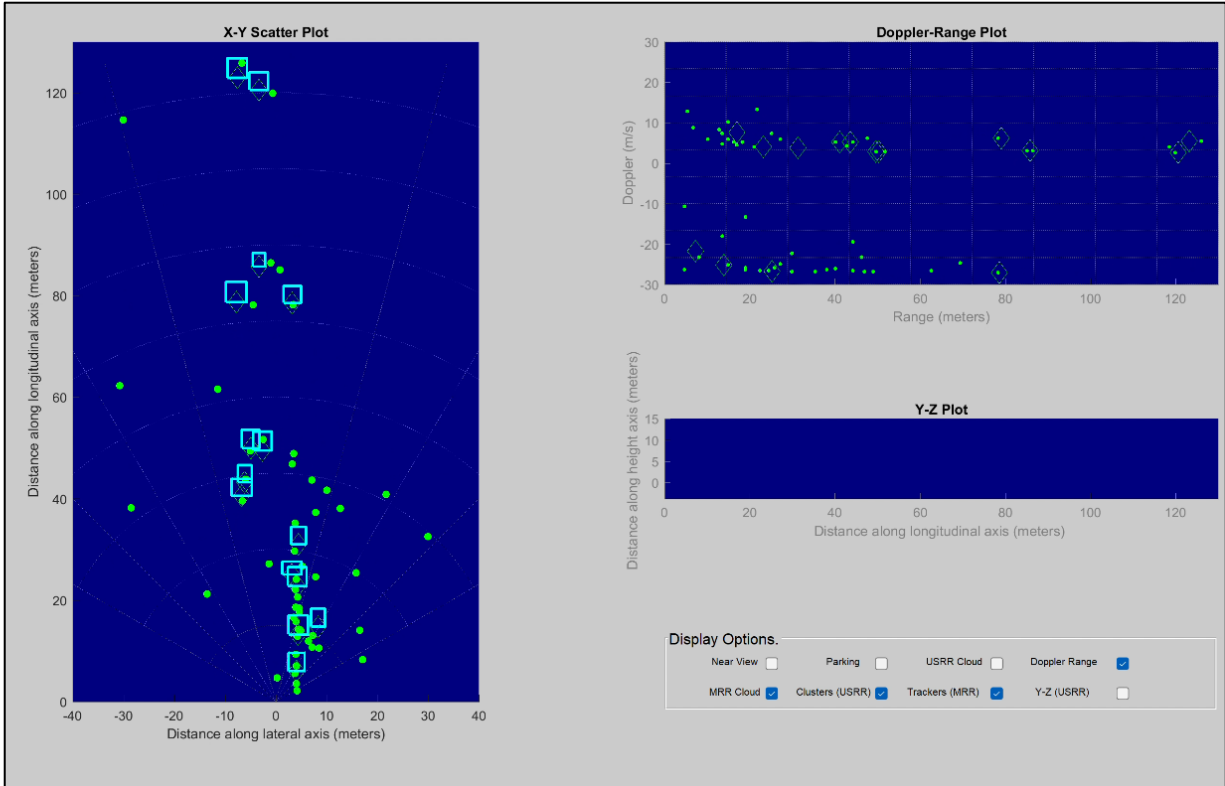 X-Y Scatter Plot
120
100
80
60
40
20
0
Distance along longitudinal axis (meters)
-40 -30 -20 -10 0 10 20 30 40
Distance along lateral axis (meters)
Doppler-Range Plot
30
20
10
0
-10
-20
-30
Doppler (m/s)
0 20 40 60 80 100 120
Range (meters)
Y-Z Plot
15
10
5
0
Distance along height axis (meters)
0 20 40 60 80 100 120
Distance along longitudinal axis (meters)
Display Options.
Near View Parking USRR Cloud Doppler Range
MRR Cloud Clusters (USRR) Trackers (MRR) Y-Z (USRR)